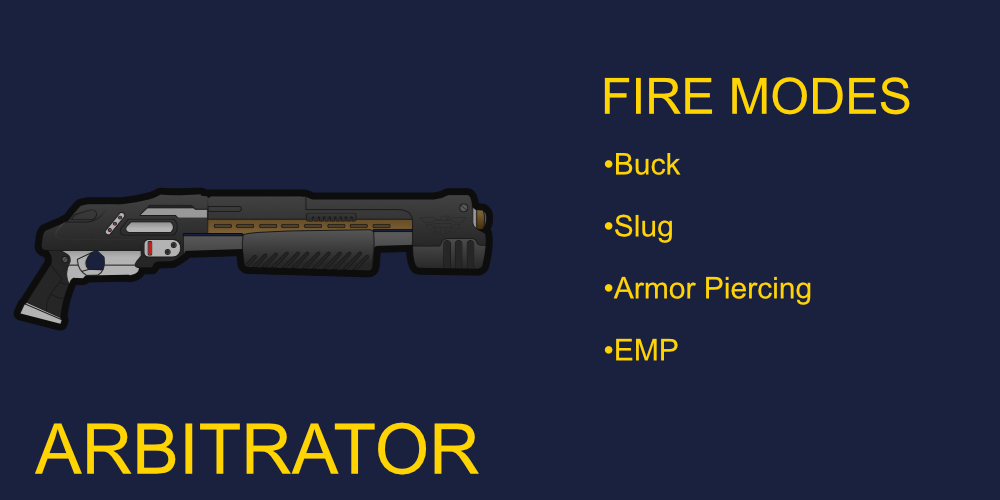 FIRE MODES
•Buck
•Slug
•Armor Piercing
•EMP
ARBITRATOR